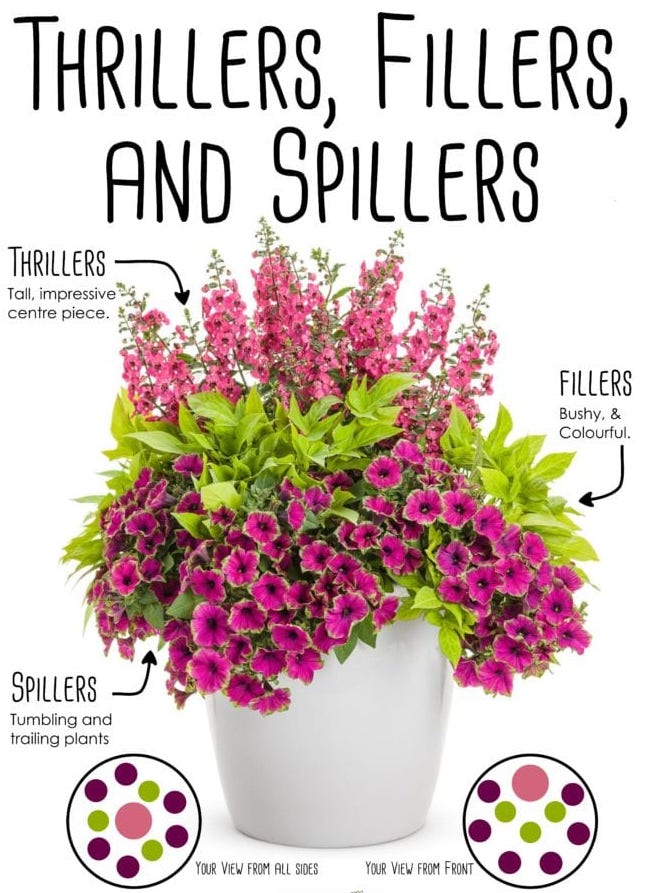 Thrillers, Fillers,
and Spillers
Thrillers
Tall, impressive
centre piece.
fillers
Bushy, &
Colourful.
Spillers
Tumbling and
trailing plants
Your View from all sides
Your View from Front